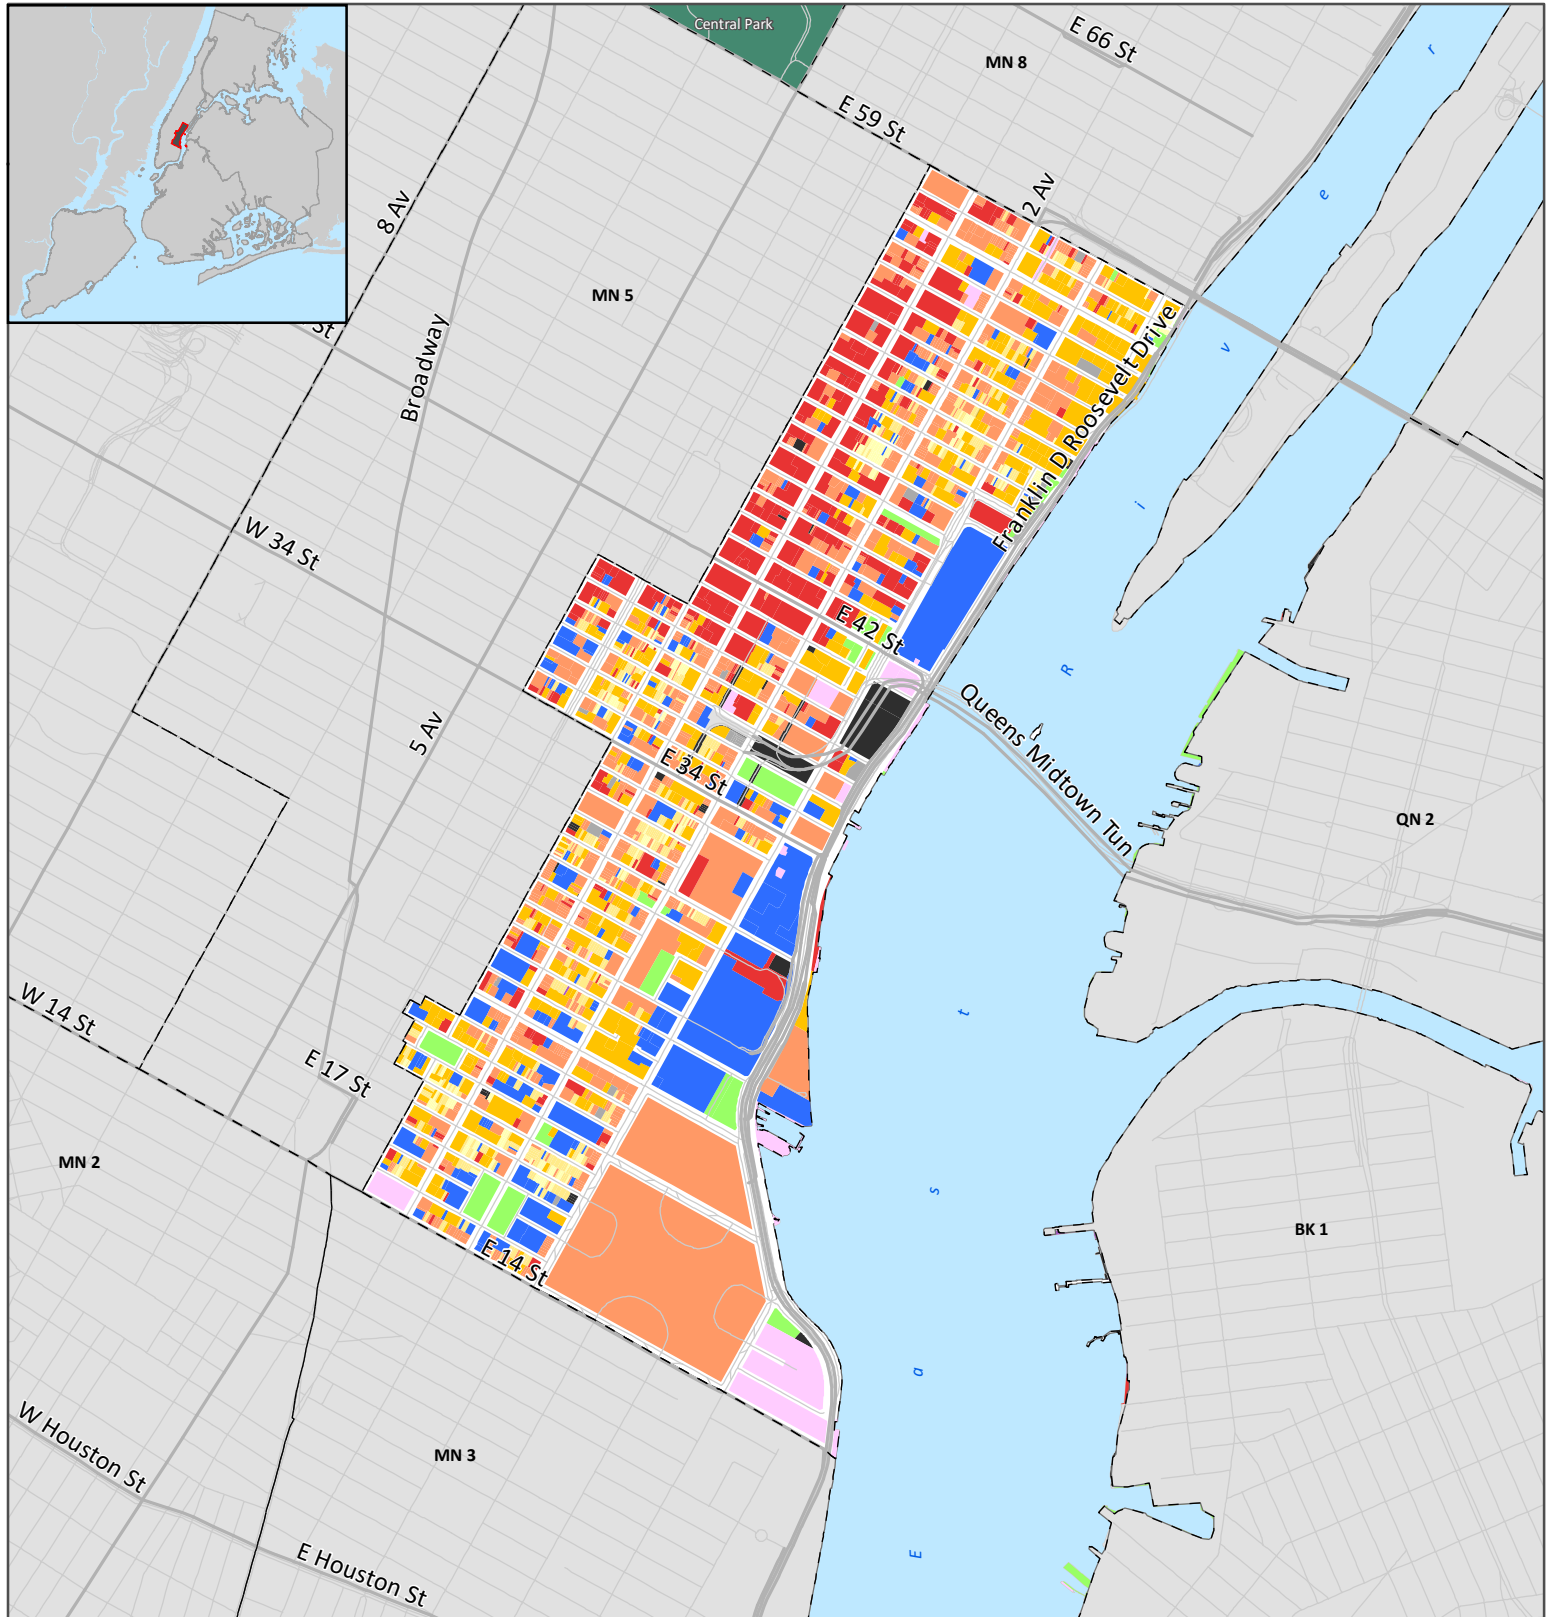 Central Park
E 66 St
MN 8
E 59 St
2 Av
8 Av
MN 5
St
Broadway
Franklin D Roosevelt Drive
W 34 St
E 42 St
5 Av
Queens Midtown Tun
E 34 St
QN 2
W 14 St
E 17 St
MN 2
BK 1
E 14 St
W Houston St
MN 3
E Houston St
East River